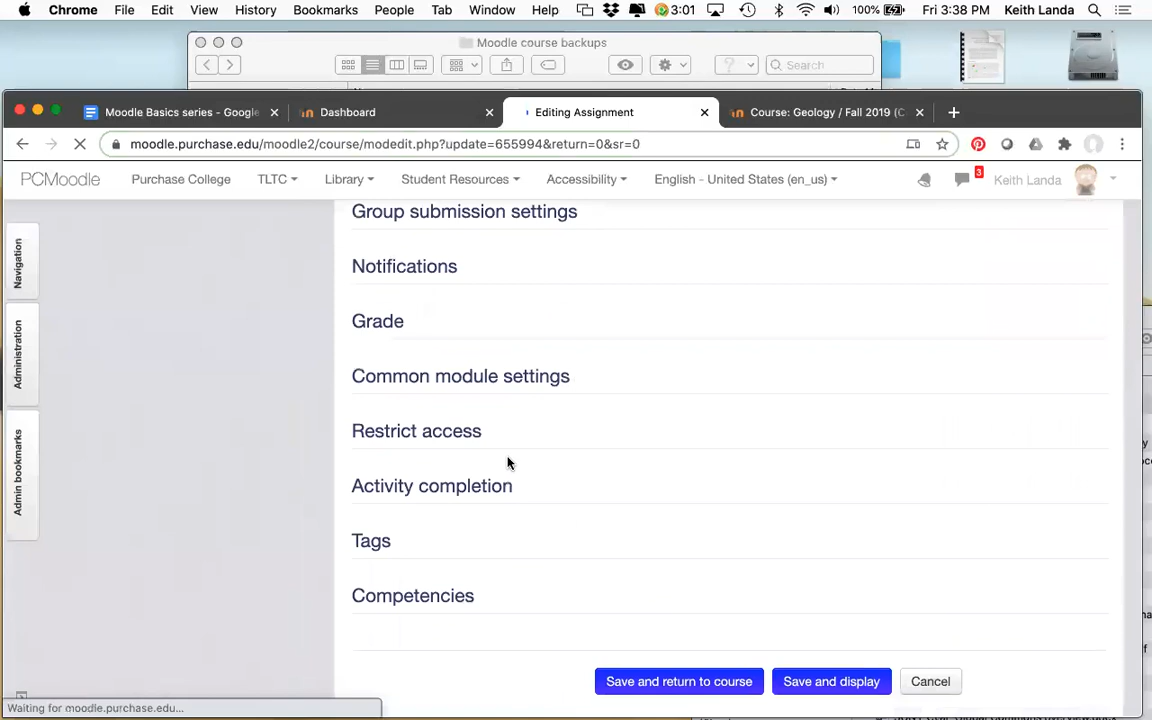 Chrome File Edit View History Bookmarks People Tab Window Help 3:01 100% Fri 3:38 PM Keith Landa
Moodle course backups
Search
Moodle Basics series - Google Dashboard Editing Assignment Course: Geology / Fall 2019 (C
moodle.purchase.edu/moodle2/course/modedit.php?update=655994&return=0&sr=0
PCMoodle Purchase College TLTC Library Student Resources Accessibility English - United States (en_us) 3 Keith Landa
Group submission settings
Navigation
Notifications
Grade
Administration
Common module settings
Restrict access
Admin bookmarks
Activity completion
Tags
Competencies
Save and return to course Save and display Cancel
Waiting for moodle.purchase.edu...